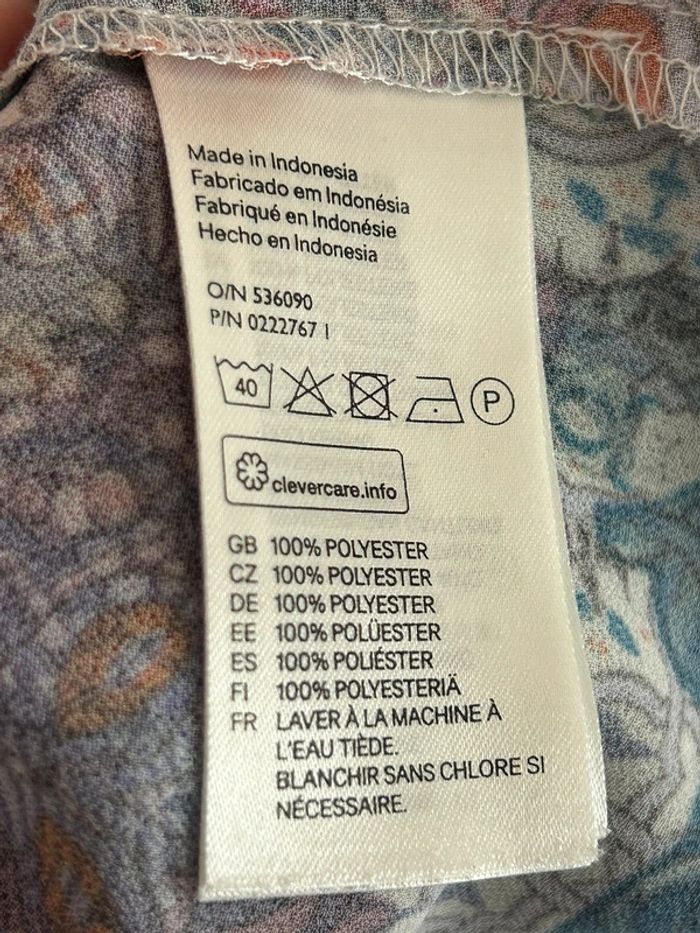 Made in Indonesia
Fabricado em Indonésia
Fabriqué en Indonésie
Hecho en Indonesia
O/N 536090
P/N 0222767 1
40 P
clevercare.info
GB 100% POLYESTER
CZ 100% POLYESTER
DE 100% POLYESTER
EE 100% POLÜESTER
ES 100% POLIÉSTER
FI 100% POLYESTERIÄ
FR LAVER À LA MACHINE À
L'EAU TIÈDE.
BLANCHIR SANS CHLORE SI
NÉCESSAIRE.